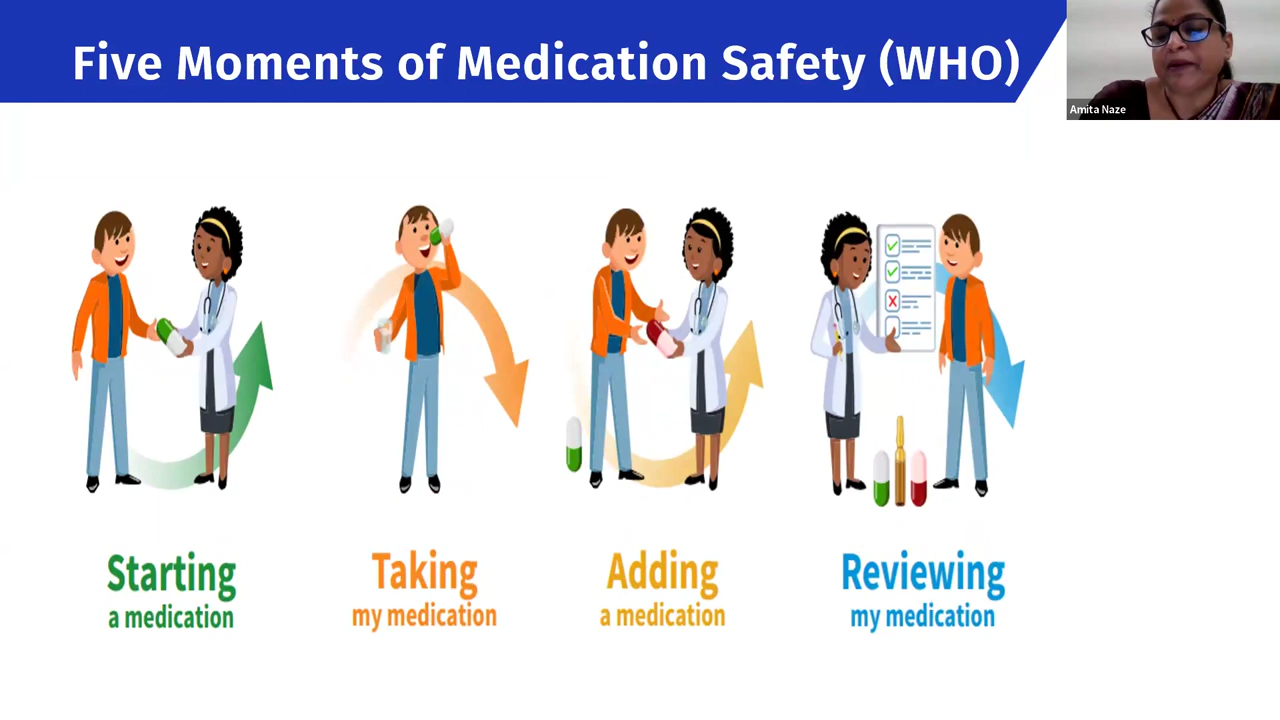 Five Moments of Medication Safety (WHO)
Amita Naze
Starting
a medication
Taking
my medication
Adding
a medication
Reviewing
my medication